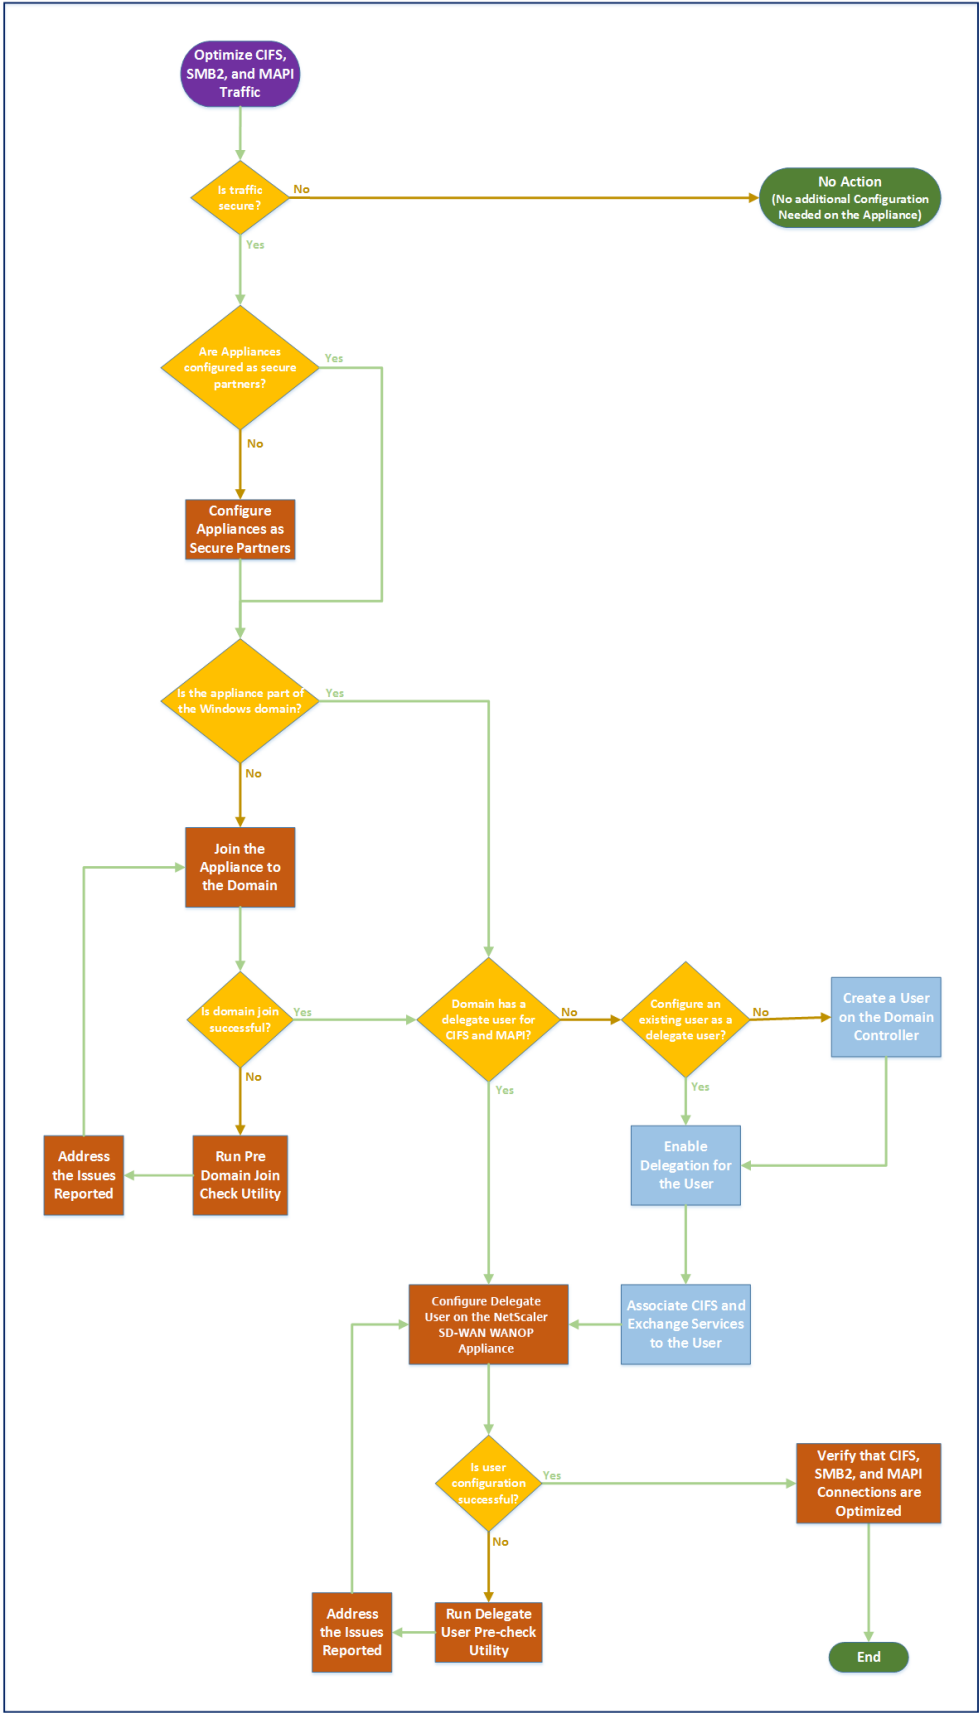 Optimize CIFS,
SMB2, and MAPI
Traffic
Is traffic
secure?
No
No Action
(No additional Configuration
Needed on the Appliance)
Yes
Are Appliances
configured as secure
partners?
Yes
No
Configure
Appliances as
Secure Partners
Is the appliance part of
the Windows domain?
Yes
No
Join the
Appliance to
the Domain
Is domain join
successful?
Yes
Domain has a
delegate user for
CIFS and MAPI?
No
Configure an
existing user as a
delegate user?
No
Create a User
on the Domain
Controller
No
Yes
Yes
Address
the Issues
Reported
Run Pre
Domain Join
Check Utility
Enable
Delegation for
the User
Configure Delegate
User on the NetScaler
SD-WAN WANOP
Appliance
Associate CIFS and
Exchange Services
to the User
Is user
configuration
successful?
Yes
Verify that CIFS,
SMB2, and MAPI
Connections are
Optimized
No
Address
the Issues
Reported
Run Delegate
User Pre-check
Utility
End